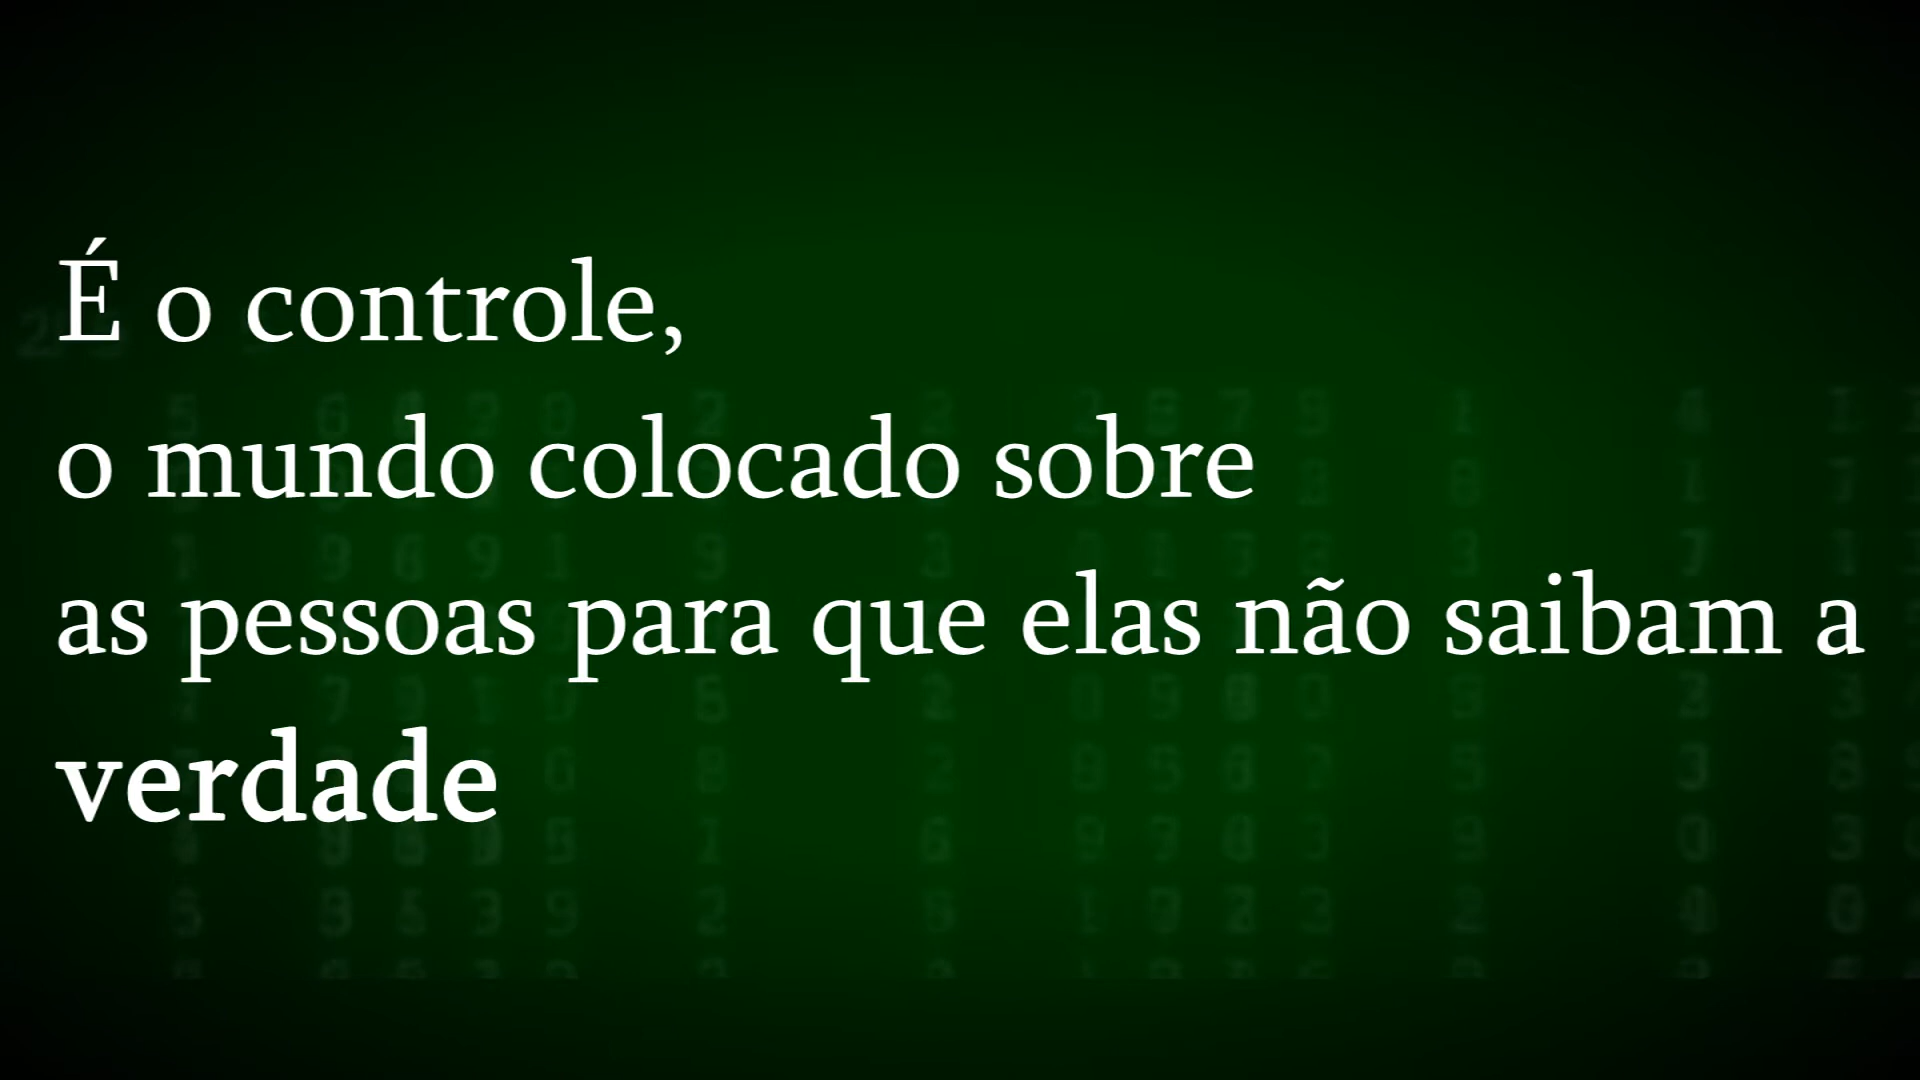 É o controle,
o mundo colocado sobre
as pessoas para que elas não saibam a
verdade